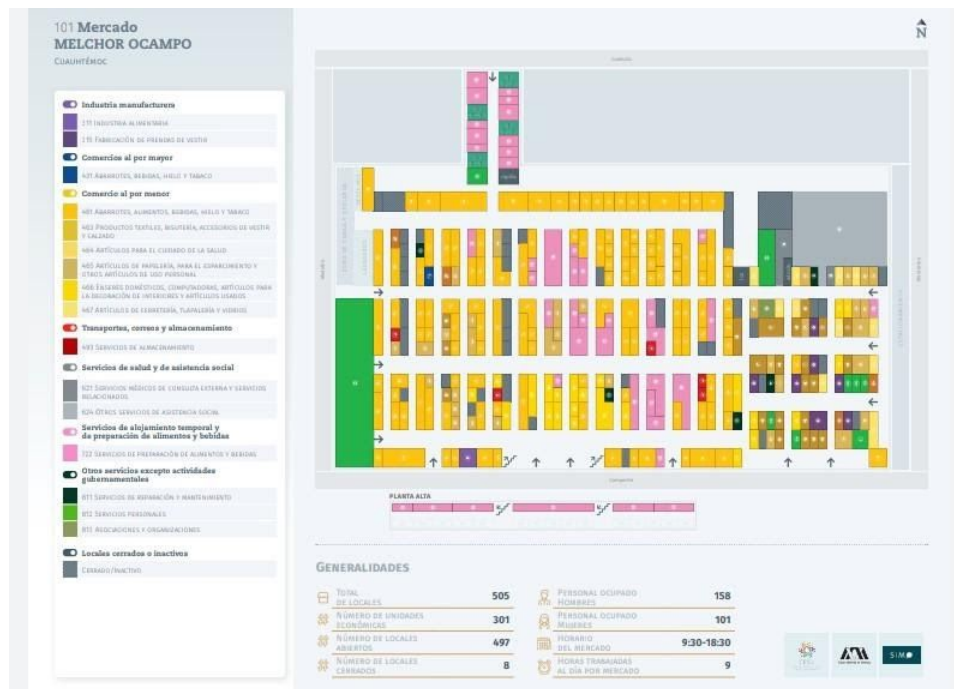 101 Mercado
MELCHOR OCAMPO
CUAUHTÉMOC
N
Industria manufacturera
311 INDUSTRIA ALIMENTARIA
315 FABRICACIÓN DE PRENDAS DE VESTIR
Comercios al por mayor
431 ABARROTES, BEBIDAS, HIELO Y TABACO
Comercio al por menor
461 ABARROTES, ALIMENTOS, BEBIDAS, HIELO Y TABACO
463 PRODUCTOS TEXTILES, BISUTERÍA, ACCESORIOS DE VESTIR
Y CALZADO
464 ARTÍCULOS PARA EL CUIDADO DE LA SALUD
465 ARTÍCULOS DE PAPELERÍA, PARA EL ESPARCIMIENTO Y
OTROS ARTÍCULOS DE USO PERSONAL
466 ENSERES DOMÉSTICOS, COMPUTADORAS, ARTÍCULOS PARA
LA DECORACIÓN DE INTERIORES Y ARTÍCULOS USADOS
467 ARTÍCULOS DE FERRETERÍA, TLAPALERÍA Y VIDRIOS
Transportes, correos y almacenamiento
493 SERVICIOS DE ALMACENAMIENTO
Servicios de salud y de asistencia social
621 SERVICIOS MÉDICOS DE CONSULTA EXTERNA Y SERVICIOS
RELACIONADOS
624 OTROS SERVICIOS DE ASISTENCIA SOCIAL
Servicios de alojamiento temporal y
de preparación de alimentos y bebidas
722 SERVICIOS DE PREPARACIÓN DE ALIMENTOS Y BEBIDAS
Otros servicios excepto actividades
gubernamentales
811 SERVICIOS DE REPARACIÓN Y MANTENIMIENTO
812 SERVICIOS PERSONALES
813 ASOCIACIONES Y ORGANIZACIONES
Locales cerrados o inactivos
CERRADO/INACTIVO
PLANTA ALTA
GENERALIDADES
TOTAL
DE LOCALES 505
NÚMERO DE UNIDADES
ECONÓMICAS 301
NÚMERO DE LOCALES
ABIERTOS 497
NÚMERO DE LOCALES
CERRADOS 8
PERSONAL OCUPADO
HOMBRES 158
PERSONAL OCUPADO
MUJERES 101
HORARIO
DEL MERCADO 9:30-18:30
HORAS TRABAJADAS
AL DÍA POR MERCADO 9